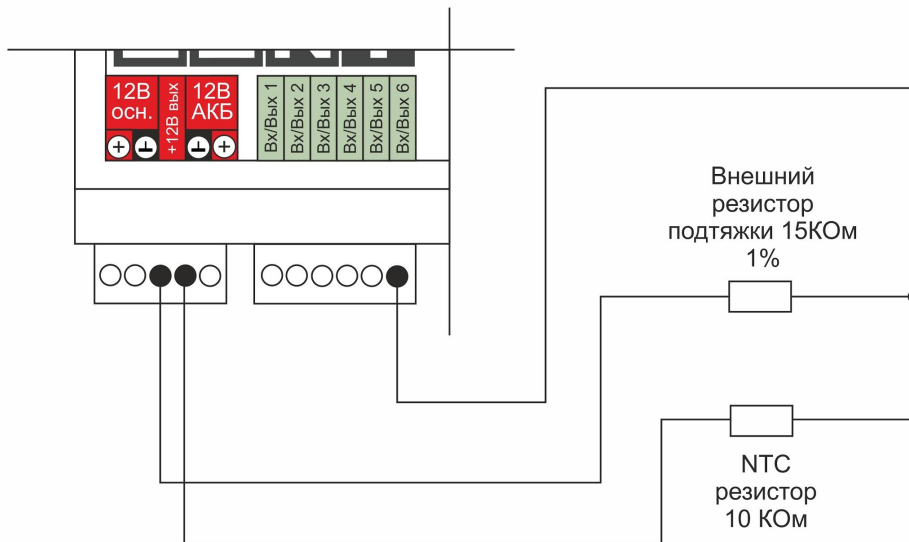 12В
осн.
+12В вых
12В
АКБ
Вх/Вых 1
Вх/Вых 2
Вх/Вых 3
Вх/Вых 4
Вх/Вых 5
Вх/Вых 6
Внешний
резистор
подтяжки 15КОм
1%
NTC
резистор
10 КОм